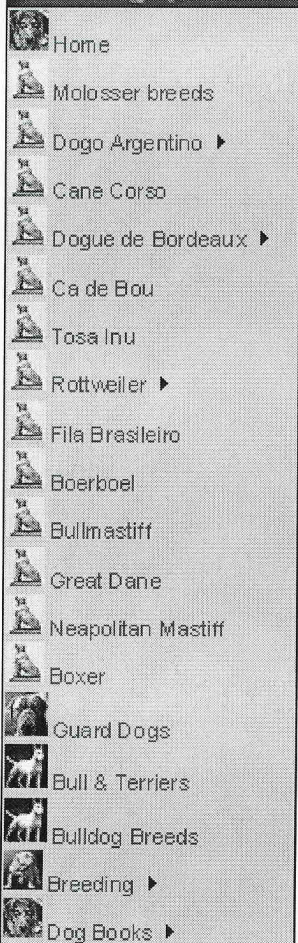 Home
Molosser breeds
Dogo Argentino
Cane Corso
Dogue de Bordeaux
Ca de Bou
Tosa Inu
Rottweiler
Fila Brasileiro
Boerboel
Bullmastiff
Great Dane
Neapolitan Mastiff
Boxer
Guard Dogs
Bull & Terriers
Bulldog Breeds
Breeding
Dog Books